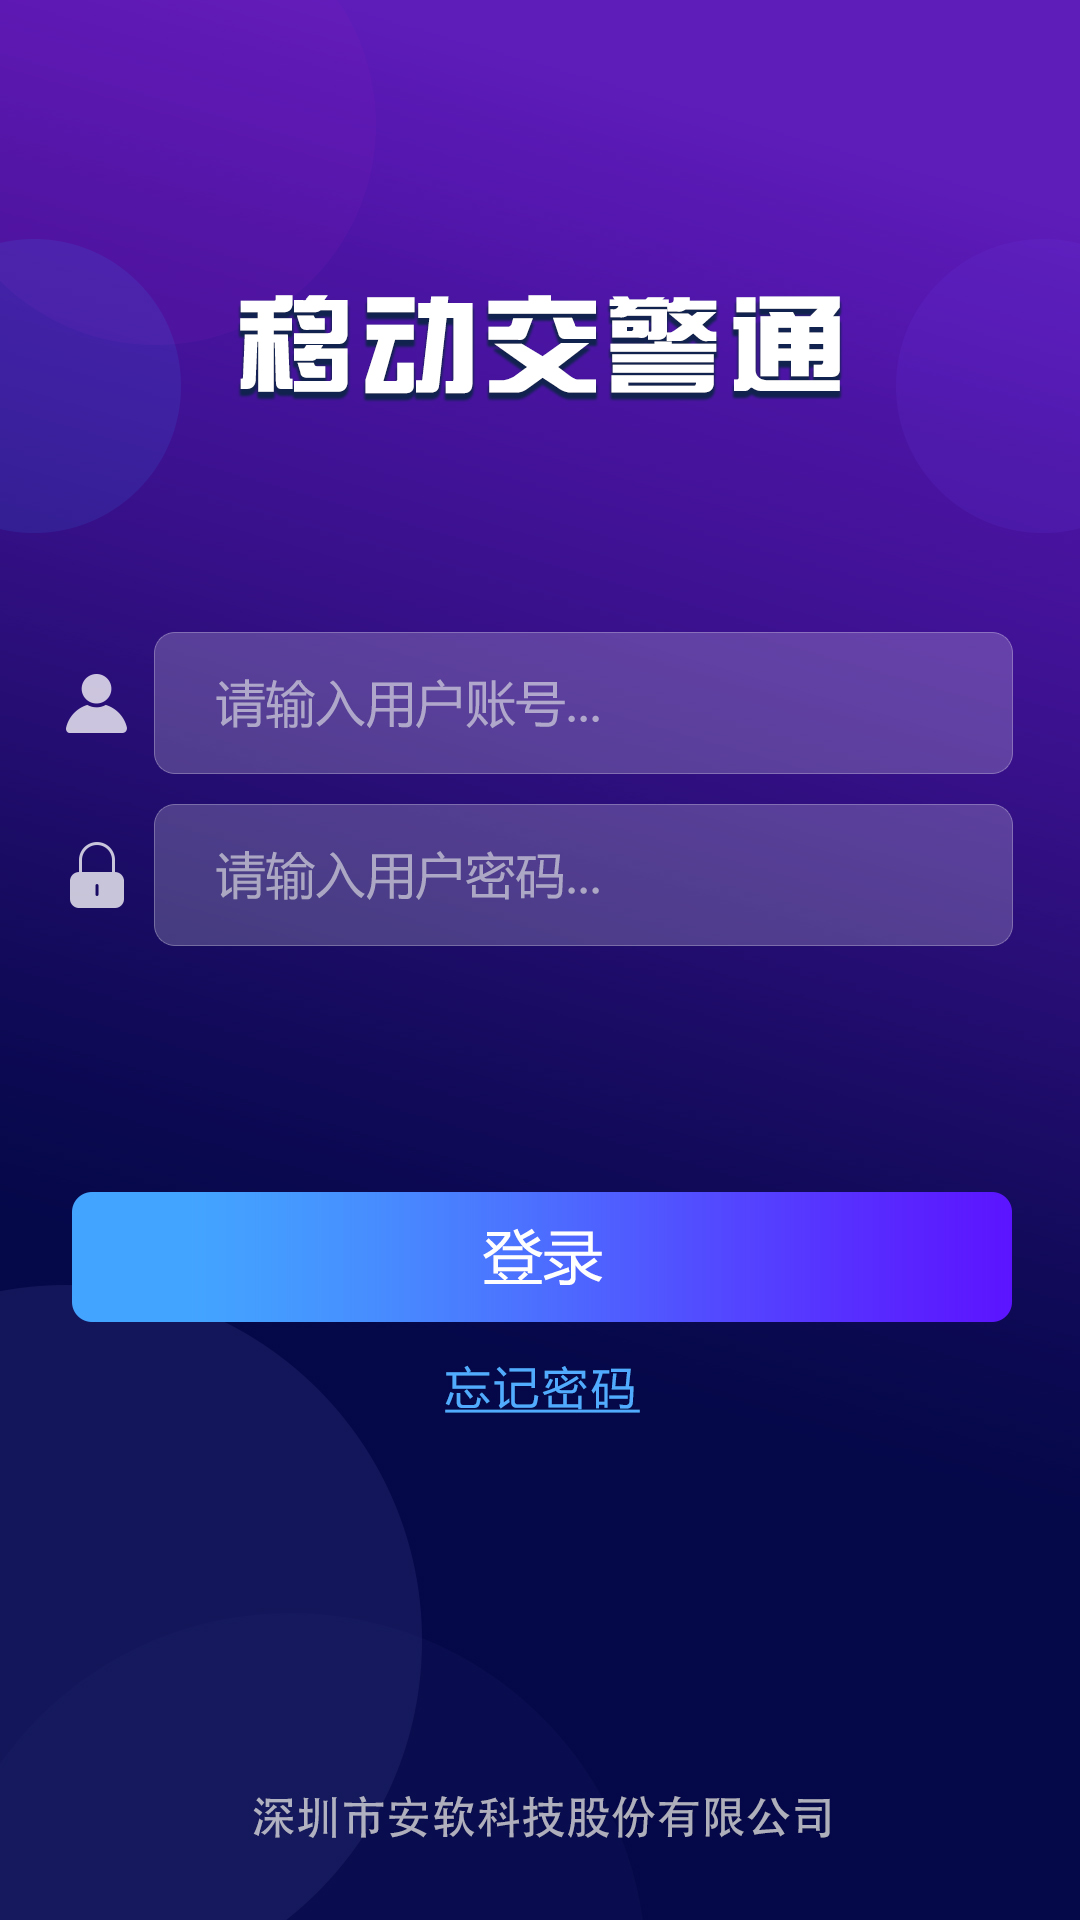 移动交警通
请输入用户账号...
请输入用户密码...
登录
忘记密码
深圳市安软科技股份有限公司